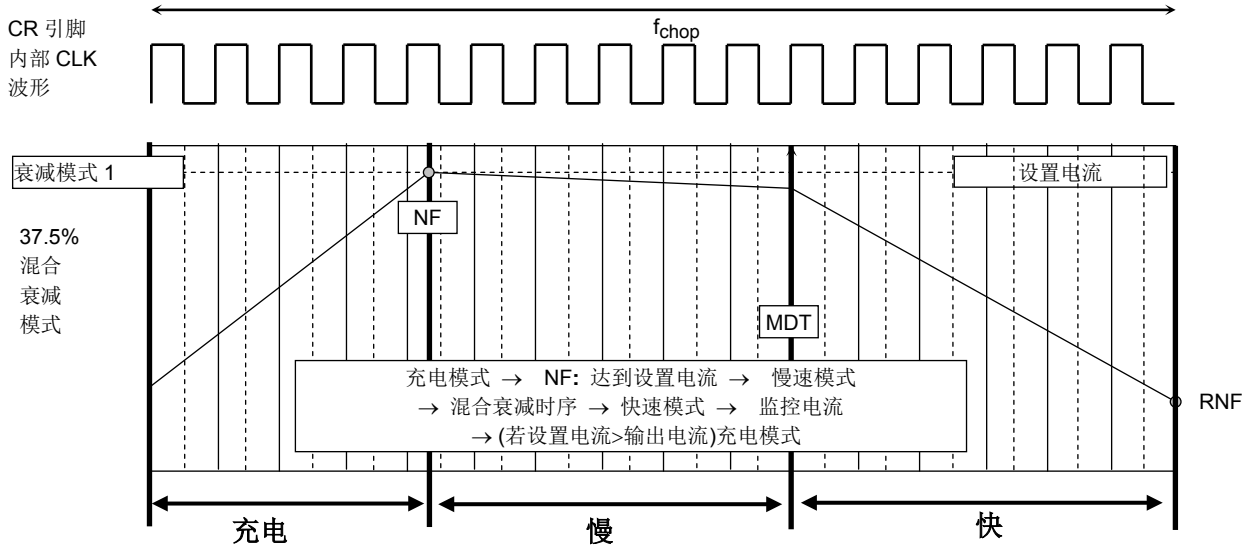 CR 引脚
内部 CLK
波形
fchop
衰减模式 1
设置电流
NF
37.5%
混合
衰减
模式
MDT
充电模式 → NF: 达到设置电流 → 慢速模式
→ 混合衰减时序 → 快速模式 → 监控电流
→ (若设置电流>输出电流)充电模式
RNF
充电
慢
快